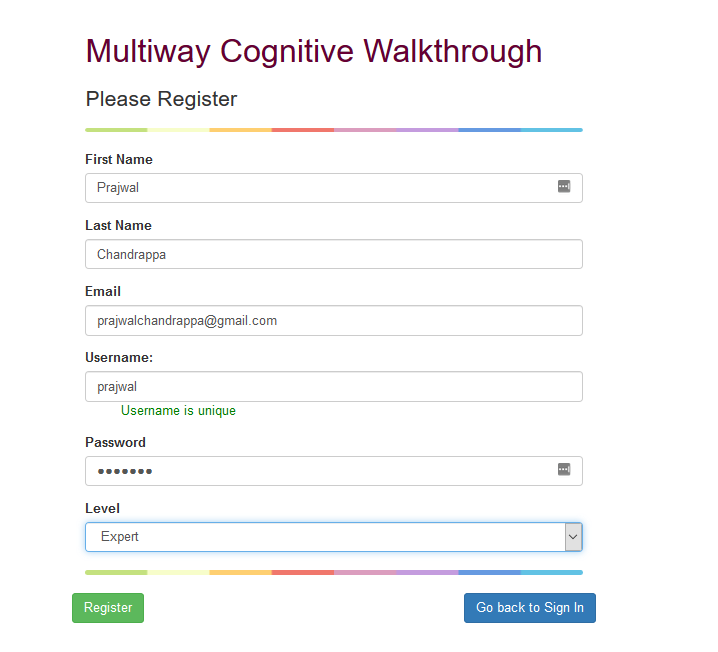 Multiway Cognitive Walkthrough
Please Register
First Name
Prajwal
Last Name
Chandrappa
Email
prajwalchandrappa@gmail.com
Username:
prajwal
Username is unique
Password
•••••••
Level
Expert
Register Go back to Sign In